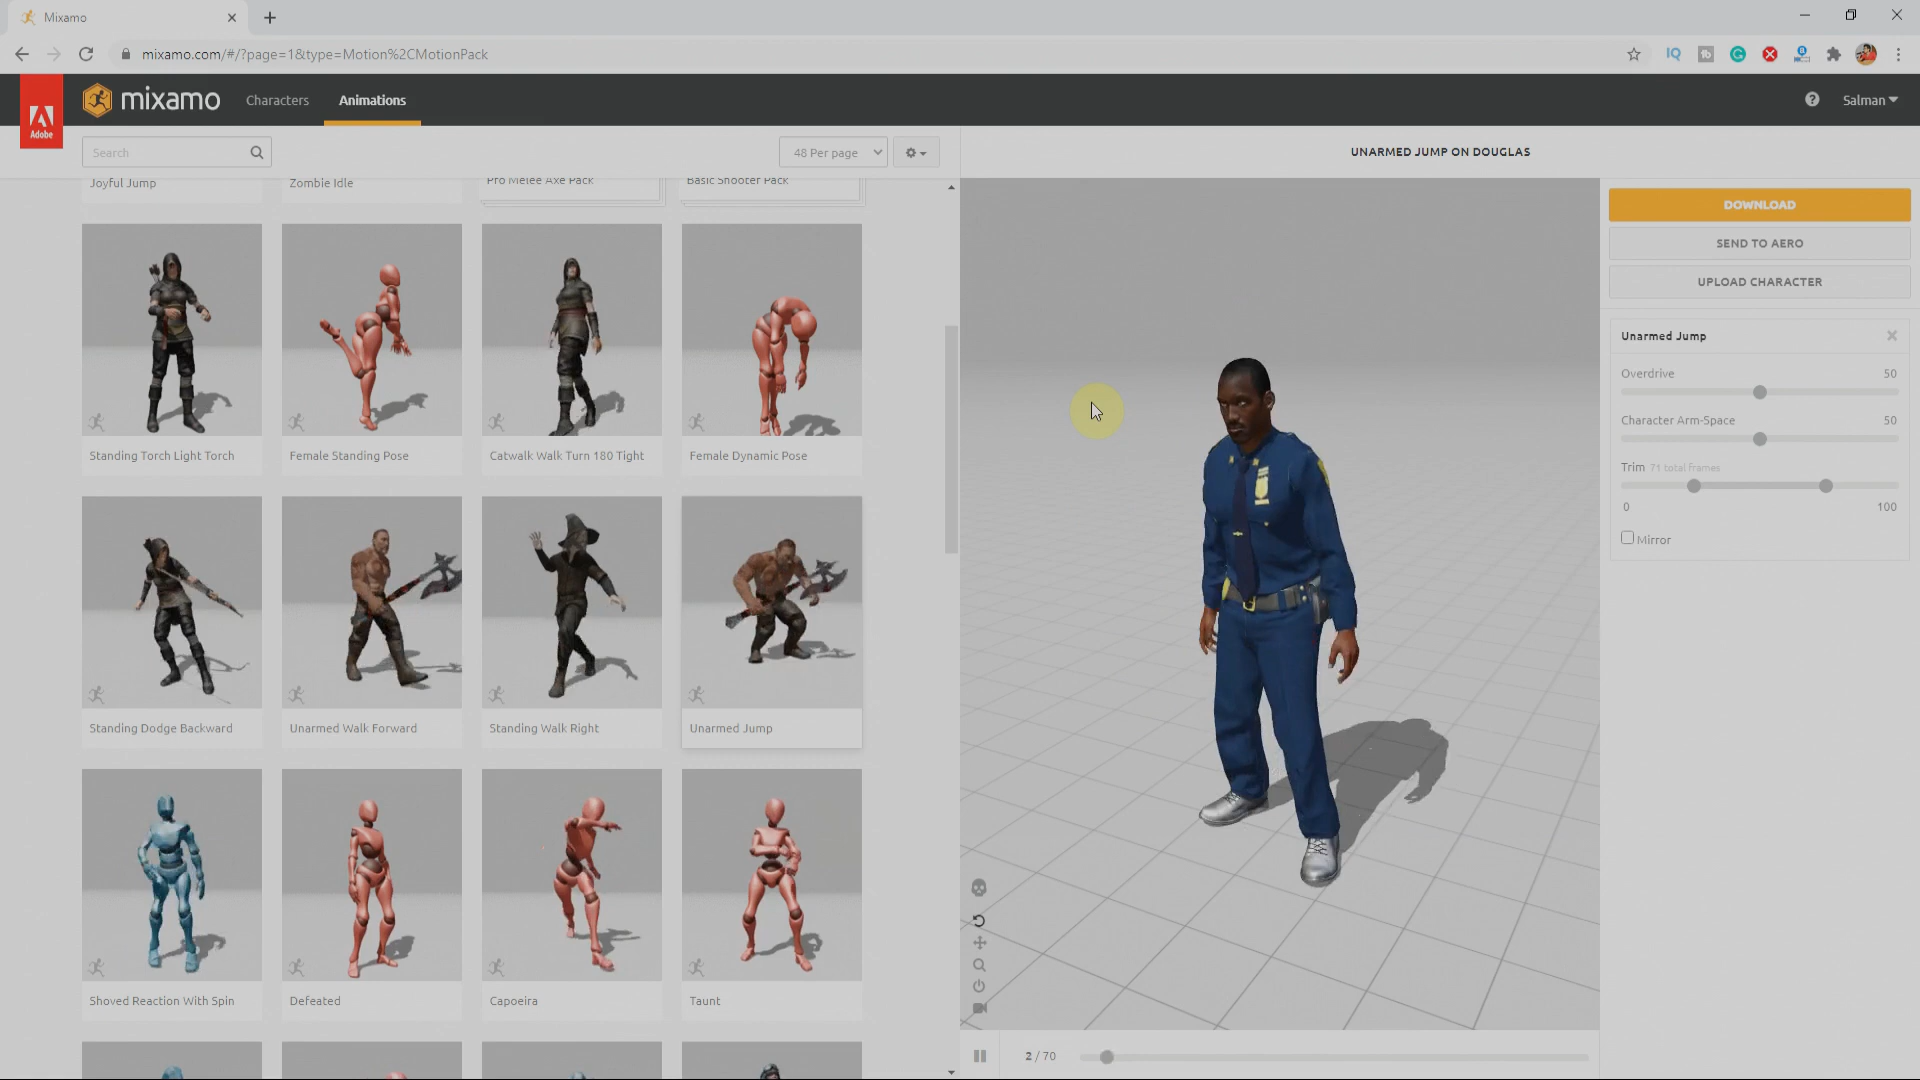 Mixamo
mixamo.com/#/?page=1&type=Motion%2CMotionPack
IQ
Adobe
mixamo
Characters
Animations
Salman
Search
48 Per page
UNARMED JUMP ON DOUGLAS
Joyful Jump
Zombie Idle
Pro Melee Axe Pack
Basic Shooter Pack
DOWNLOAD
SEND TO AERO
UPLOAD CHARACTER
Unarmed Jump
Overdrive 50
Character Arm-Space 50
Trim 71 total frames
0 100
Mirror
Standing Torch Light Torch
Female Standing Pose
Catwalk Walk Turn 180 Tight
Female Dynamic Pose
Standing Dodge Backward
Unarmed Walk Forward
Standing Walk Right
Unarmed Jump
Shoved Reaction With Spin
Defeated
Capoeira
Taunt
2 / 70